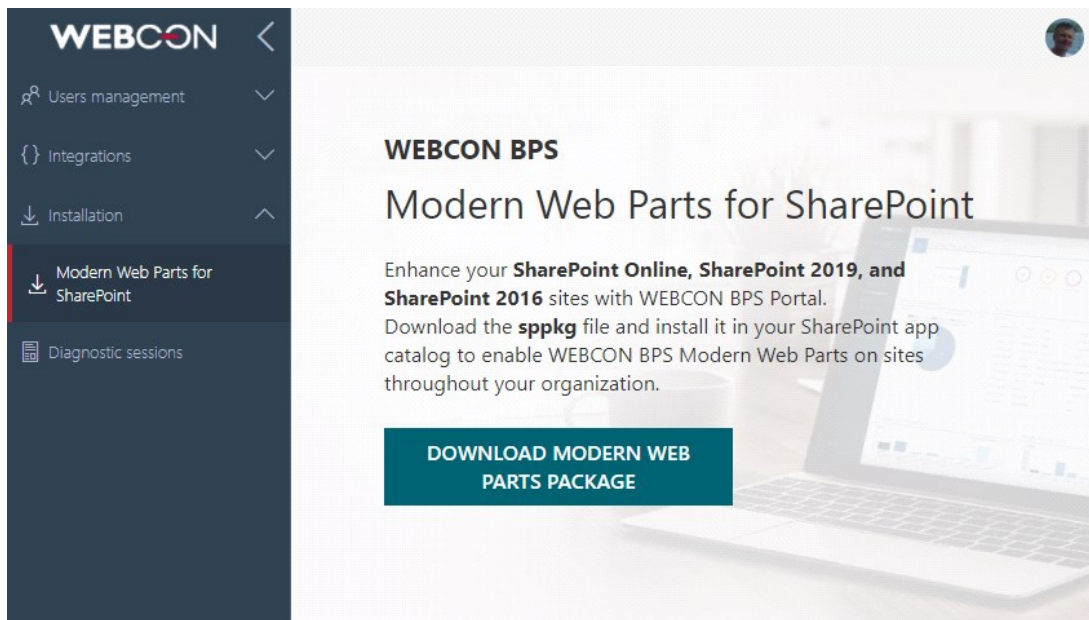 WEBCON
Users management
{} Integrations
Installation
Modern Web Parts for
SharePoint
Diagnostic sessions
WEBCON BPS
Modern Web Parts for SharePoint
Enhance your SharePoint Online, SharePoint 2019, and
SharePoint 2016 sites with WEBCON BPS Portal.
Download the sppkg file and install it in your SharePoint app
catalog to enable WEBCON BPS Modern Web Parts on sites
throughout your organization.
DOWNLOAD MODERN WEB
PARTS PACKAGE